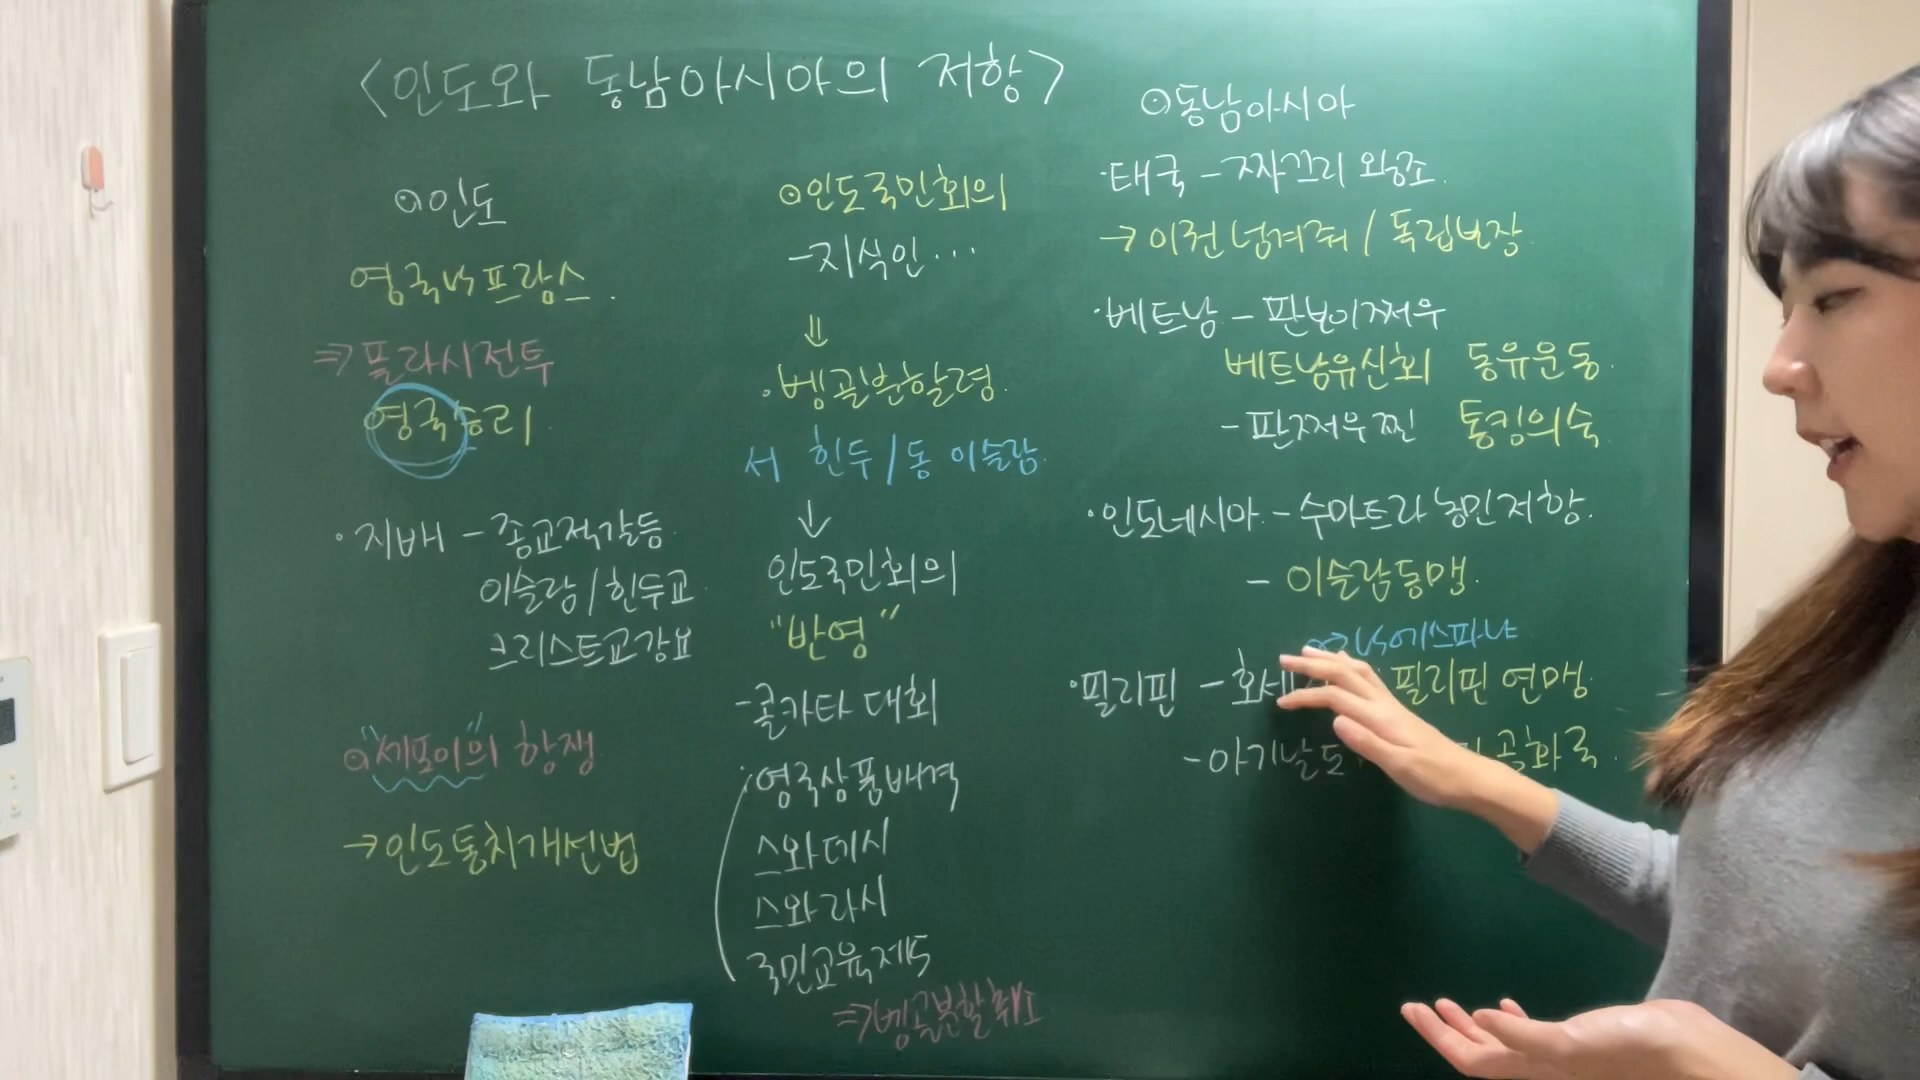 <인도와 동남아시아의 저항>
⊙인도
영국vs프랑스.
⇒플라시전투
영국승리.
·지배 - 종교적갈등
이슬람/힌두교
크리스트교강요
⊙"세포이"의 항쟁
→인도통치개선법
⊙인도국민회의
-지식인...
⇓
·벵골분할령.
서 힌두/동 이슬람.
↓
인도국민회의
"반영"
-콜카타 대회
·영국상품배격
스와데시
스와라시
국민교육제도
⇒벵골분할취소
⊙동남아시아
·태국 - 짜끄리 왕조.
→이권넘겨줘/독립보장.
·베트남 - 판보이쩌우
베트남유신회 동유운동.
-판쩌우찐 통킹의숙
·인도네시아 - 수마트라 농민저항.
- 이슬람동맹.
vs에스파냐
·필리핀 - 필리핀 연맹.
-아기날도 공화국.